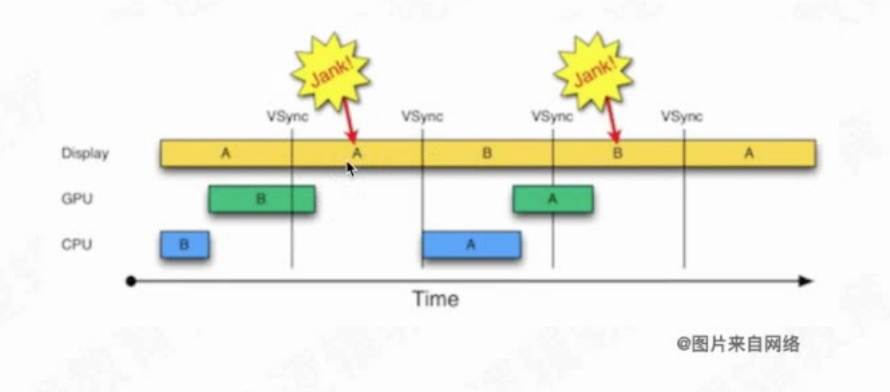 Jank!
Jank!
VSync
VSync
VSync
VSync
Display
A
A
B
B
A
GPU
B
A
CPU
B
A
Time
@图片来自网络